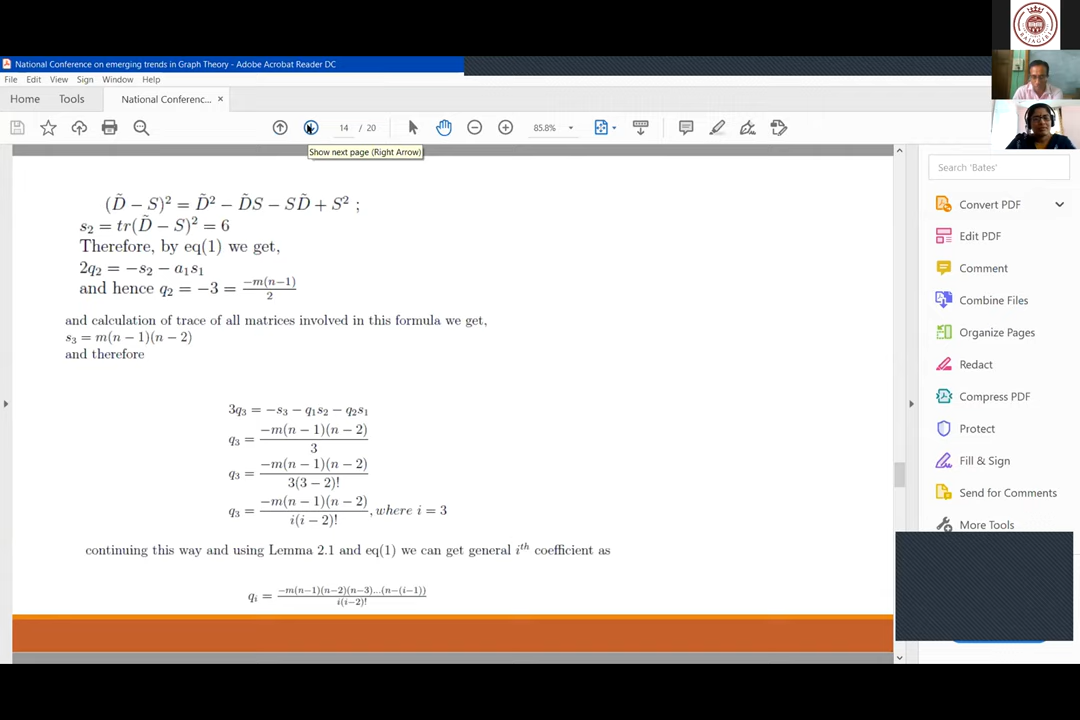 RAJAGIRI
National Conference on emerging trends in Graph Theory - Adobe Acrobat Reader DC
File Edit View Sign Window Help
Home Tools National Conferenc... ×
14 / 20 85.8%
Show next page (Right Arrow)
Search 'Bates'
Convert PDF
Edit PDF
Comment
Combine Files
Organize Pages
Redact
Compress PDF
Protect
Fill & Sign
Send for Comments
More Tools
(D̃ − S)² = D̃² − D̃S − SD̃ + S² ;
s₂ = tr(D̃ − S)² = 6
Therefore, by eq(1) we get,
2q₂ = −s₂ − a₁s₁
and hence q₂ = −3 = −m(n−1)/2
and calculation of trace of all matrices involved in this formula we get,
s₃ = m(n − 1)(n − 2)
and therefore
3q₃ = −s₃ − q₁s₂ − q₂s₁
q₃ = −m(n − 1)(n − 2)/3
q₃ = −m(n − 1)(n − 2)/3(3 − 2)!
q₃ = −m(n − 1)(n − 2)/i(i − 2)!, where i = 3
continuing this way and using Lemma 2.1 and eq(1) we can get general iᵗʰ coefficient as
qᵢ = −m(n−1)(n−2)(n−3)...(n−(i−1))/i(i−2)!